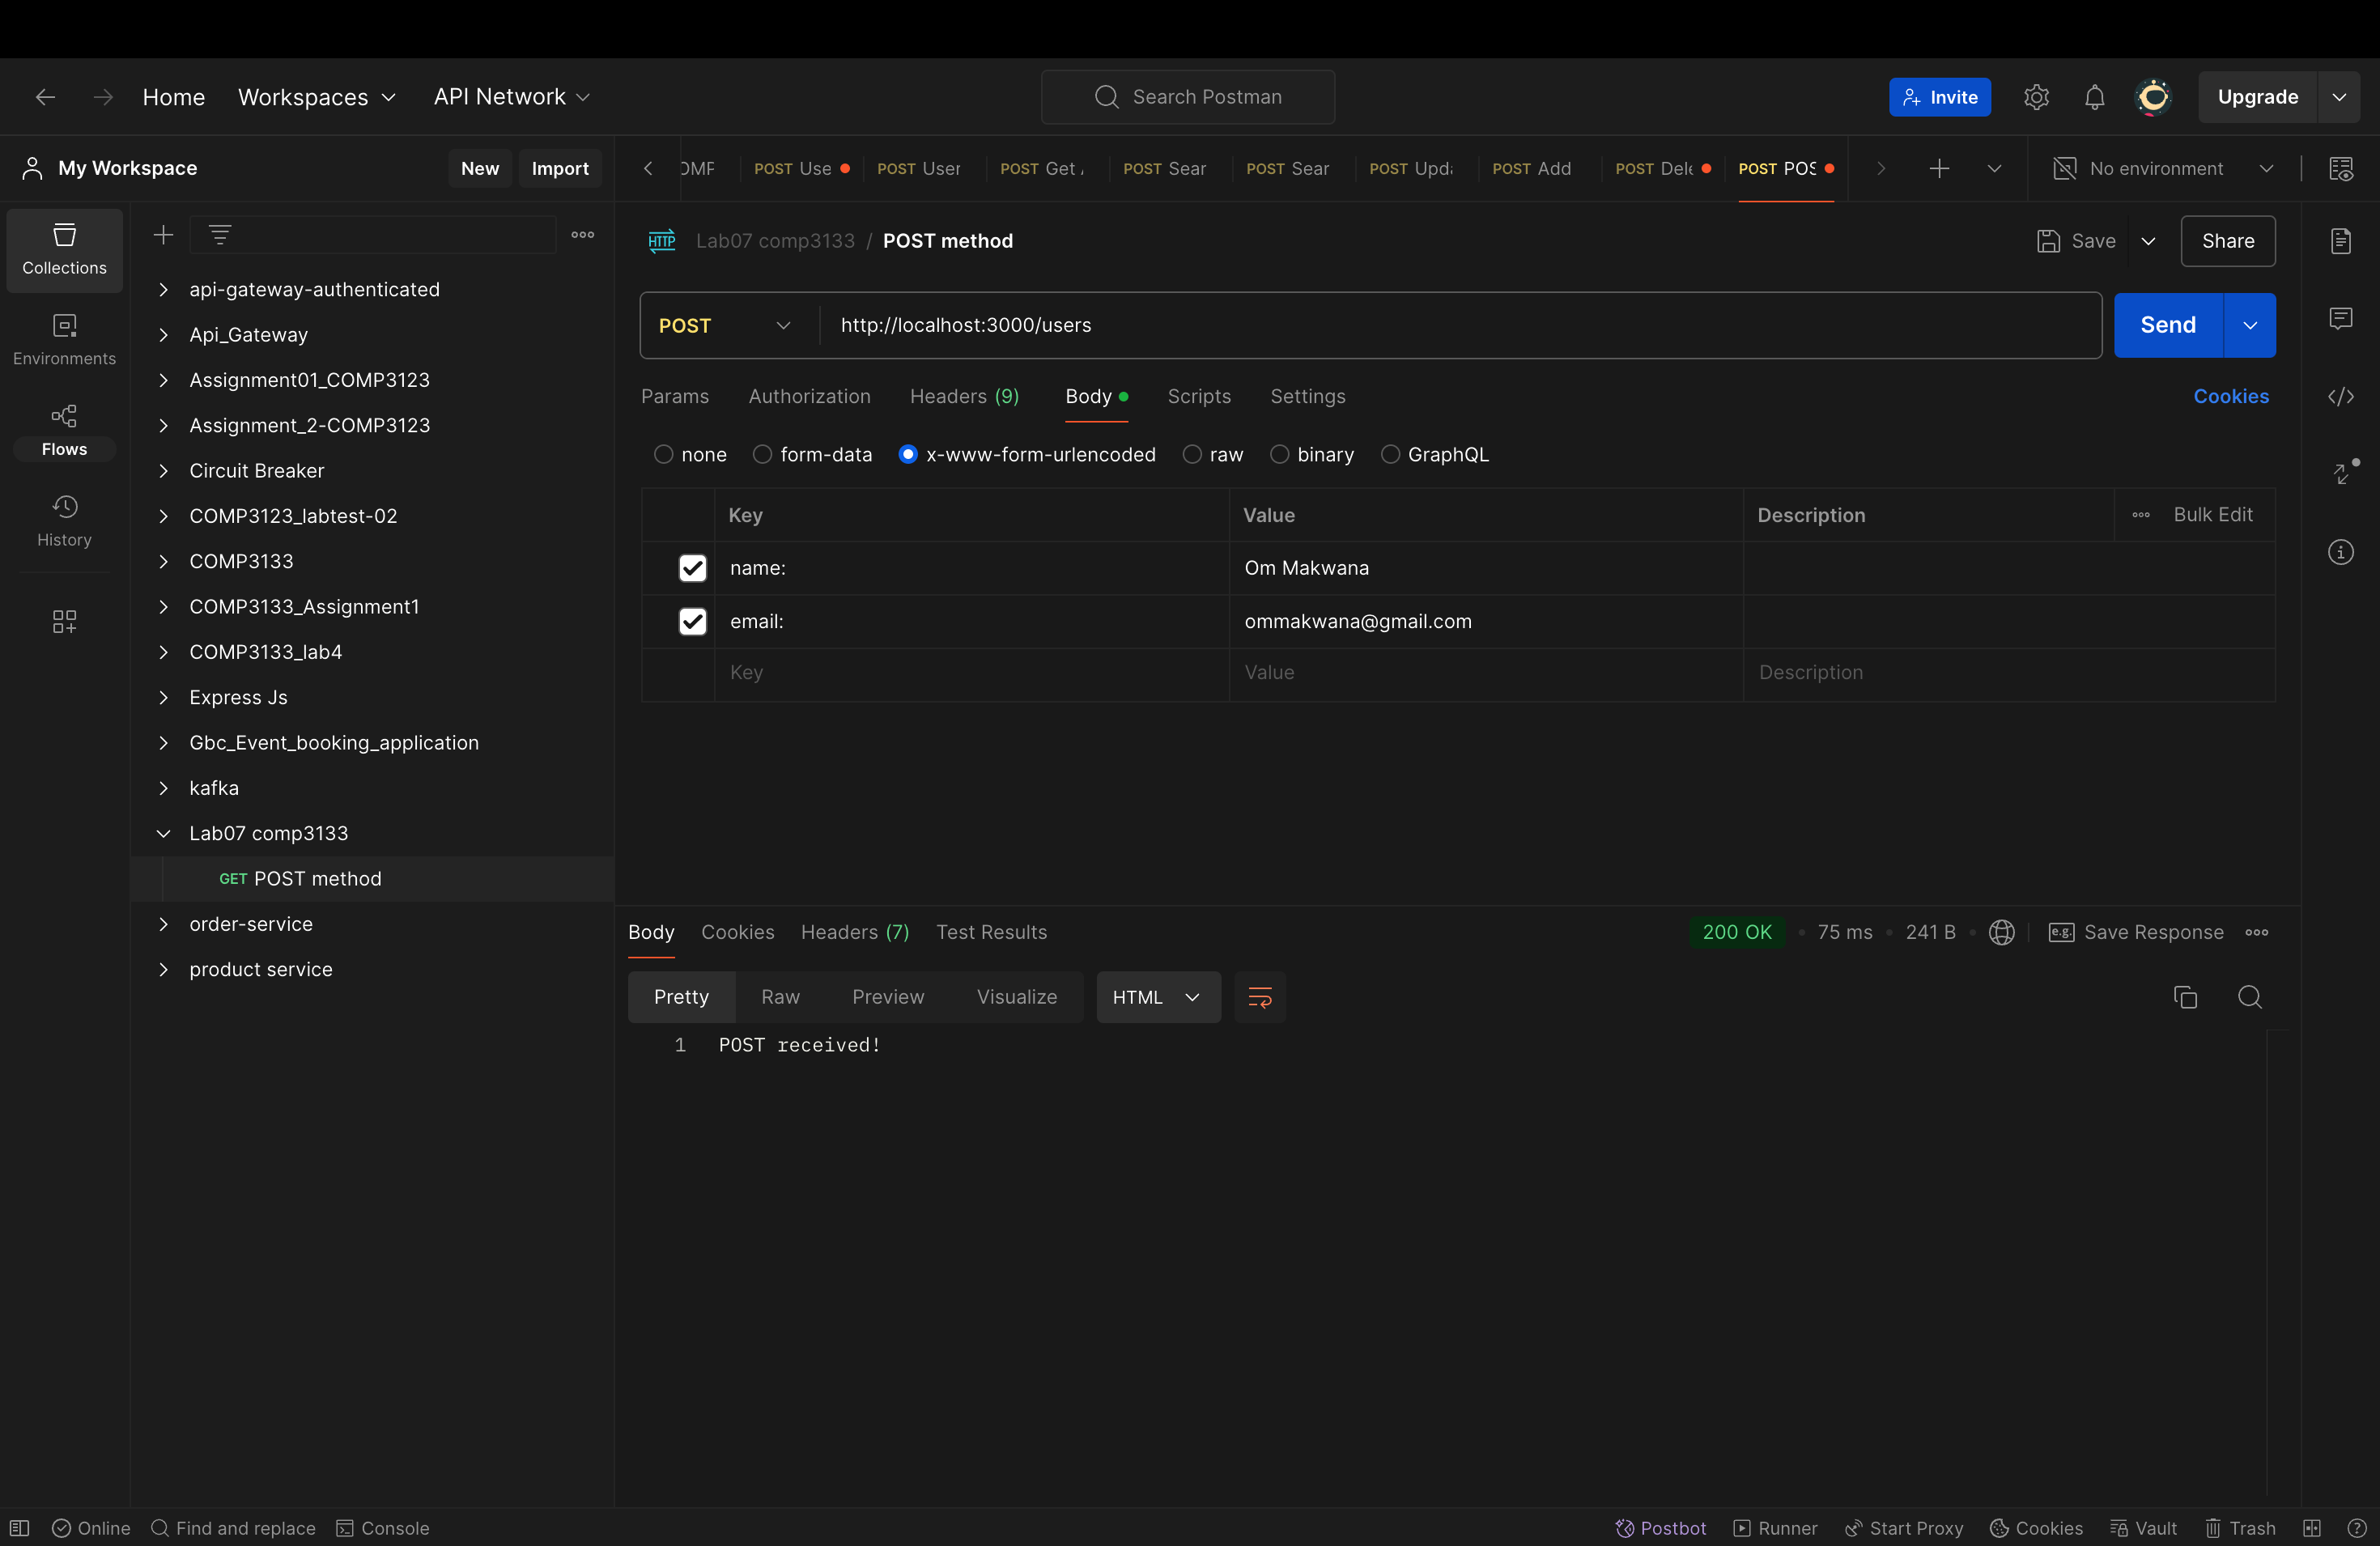 Home Workspaces API Network Search Postman Invite Upgrade
My Workspace New Import OMP POST Use POST User POST Get POST Sear POST Sear POST Upd POST Add POST Dele POST POS No environment
Collections
Environments
Flows
History
api-gateway-authenticated
Api_Gateway
Assignment01_COMP3123
Assignment_2-COMP3123
Circuit Breaker
COMP3123_labtest-02
COMP3133
COMP3133_Assignment1
COMP3133_lab4
Express Js
Gbc_Event_booking_application
kafka
Lab07 comp3133
GET POST method
order-service
product service
HTTP Lab07 comp3133 / POST method Save Share
POST http://localhost:3000/users Send
Params Authorization Headers (9) Body Scripts Settings Cookies
none form-data x-www-form-urlencoded raw binary GraphQL
Key Value Description Bulk Edit
name: Om Makwana
email: ommakwana@gmail.com
Key Value Description
Body Cookies Headers (7) Test Results 200 OK 75 ms 241 B e.g. Save Response
Pretty Raw Preview Visualize HTML
1 POST received!
Online Find and replace Console Postbot Runner Start Proxy Cookies Vault Trash